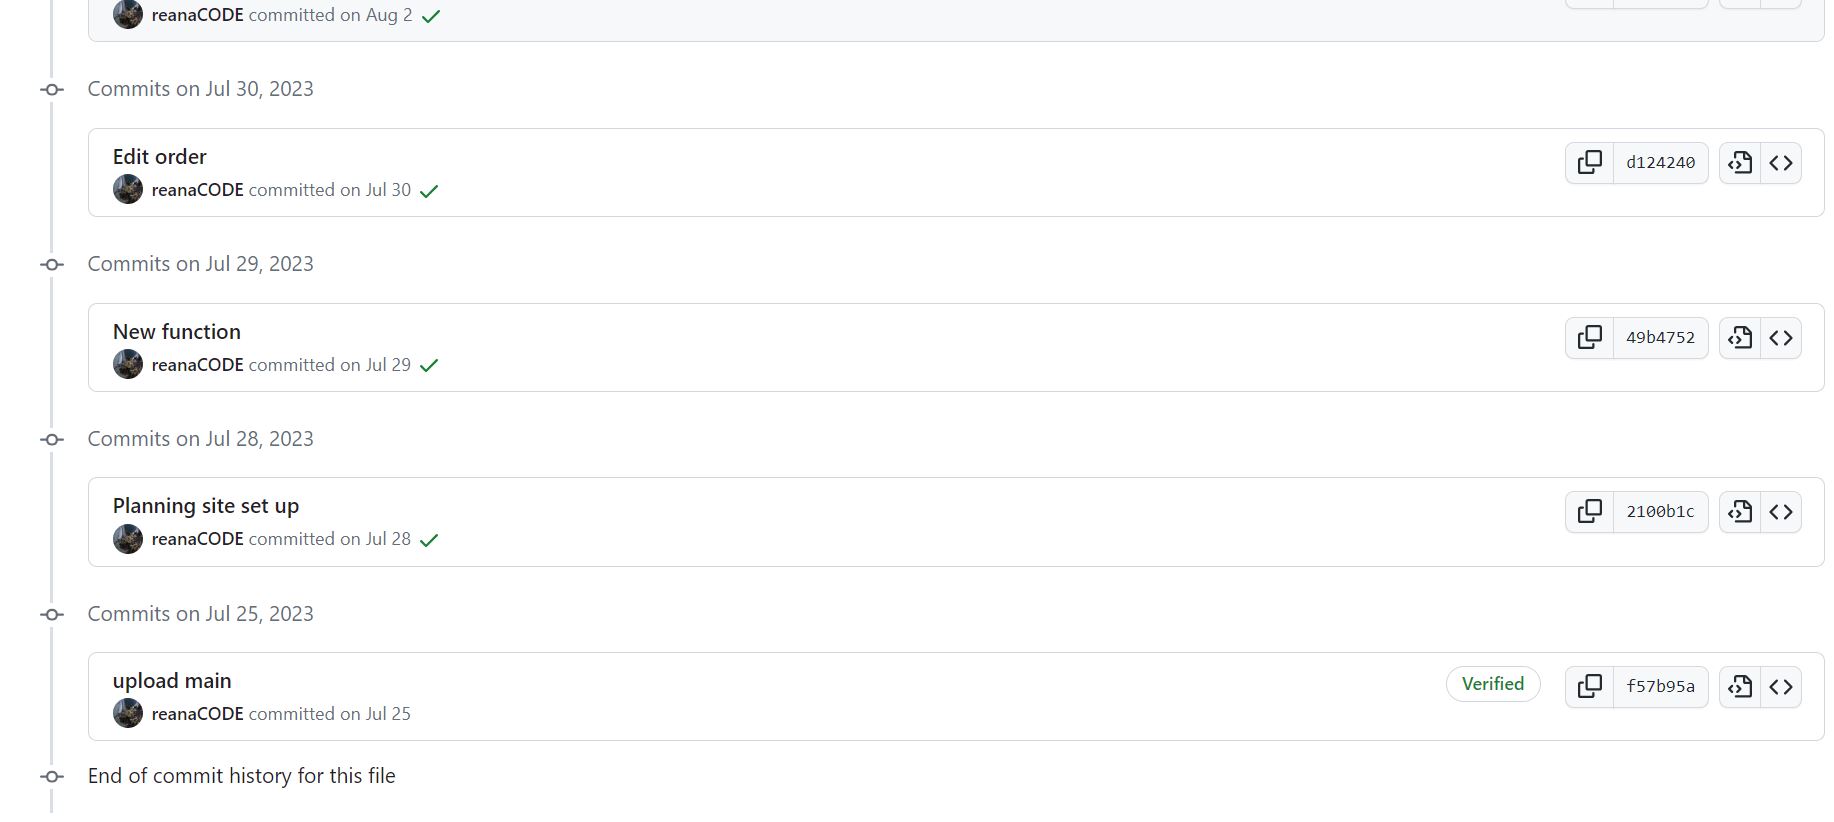 reanaCODE committed on Aug 2
Commits on Jul 30, 2023
Edit order
d124240
reanaCODE committed on Jul 30
Commits on Jul 29, 2023
New function
49b4752
reanaCODE committed on Jul 29
Commits on Jul 28, 2023
Planning site set up
2100b1c
reanaCODE committed on Jul 28
Commits on Jul 25, 2023
upload main
Verified
f57b95a
reanaCODE committed on Jul 25
End of commit history for this file